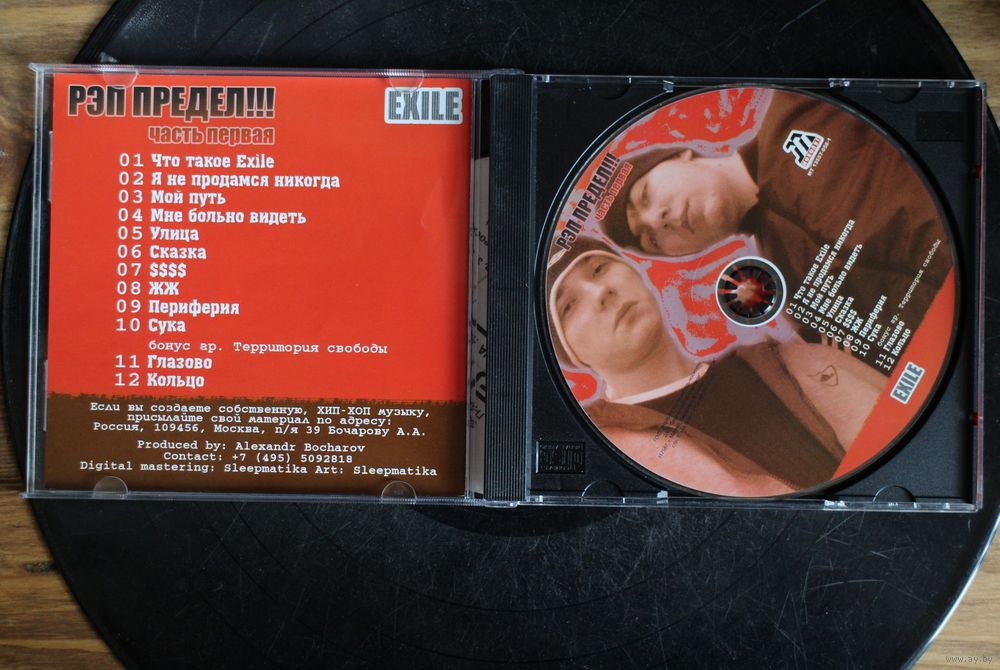 РЭП ПРЕДЕЛ!!!
часть первая
EXILE
01 Что такое Exile
02 Я не продамся никогда
03 Мой путь
04 Мне больно видеть
05 Улица
06 Сказка
07 $$$$
08 ЖЖ
09 Периферия
10 Сука
бонус гр. Территория свободы
11 Глазово
12 Кольцо
Если вы создаете собственную, ХИП-ХОП музыку,
присылайте свой материал по адресу:
Россия, 109456, Москва, п/я 39 Бочарову А.А.
Produced by: Alexandr Bocharov
Contact: +7 (495) 5092818
Digital mastering: Sleepmatika Art: Sleepmatika
РЭП ПРЕДЕЛ!!!
часть первая
01 Что такое Exile
02 Я не продамся никогда
03 Мой путь
04 Мне больно видеть
05 Улица
06 Сказка
07 $$$$
08 ЖЖ
09 Периферия
10 Сука
бонус гр. Территория свободы
11 Глазово
12 Кольцо
EXILE
www.ay.by